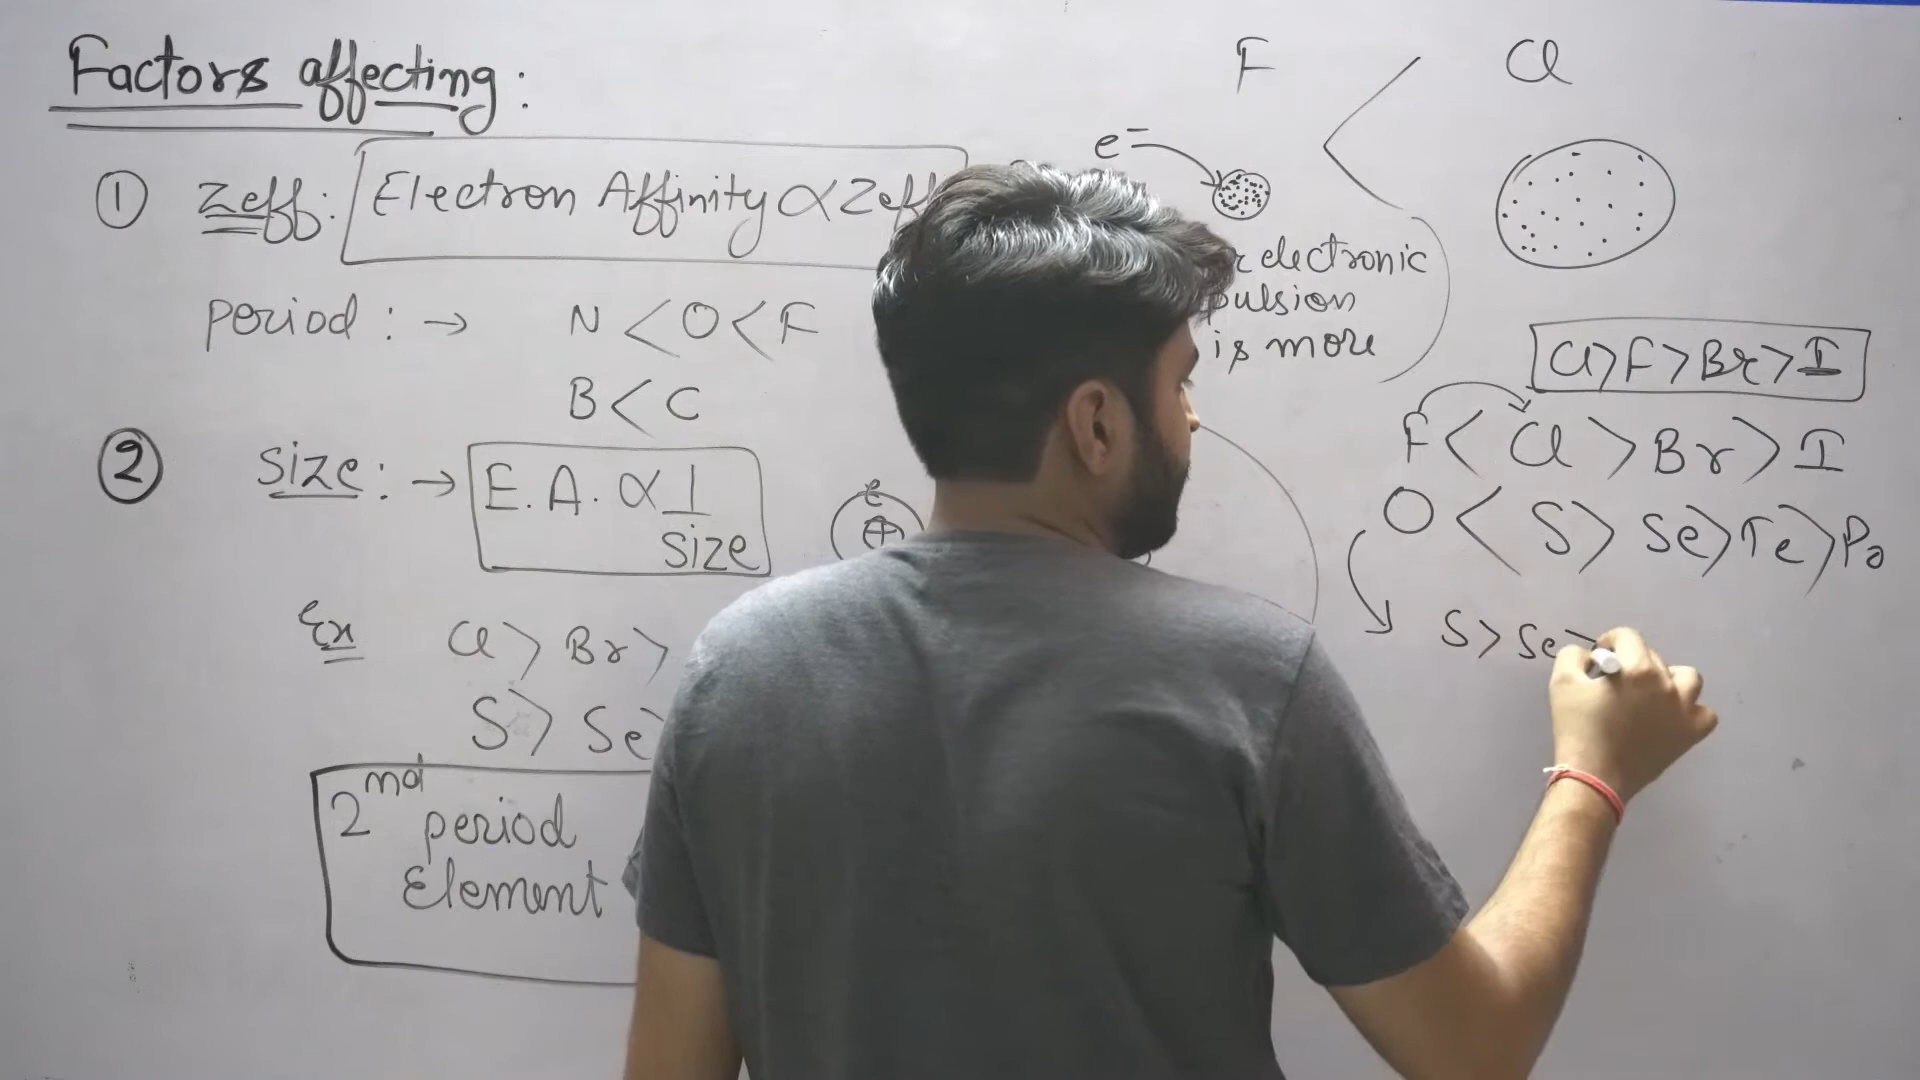 Factors affecting:
① Zeff: Electron Affinity ∝ Zeff
period: → N < O < F
B < C
② Size: → E.A. ∝ 1
size
e
⊕
Ex Cl > Br >
S > Se >
2nd period
Element
F < Cl
e⁻
electronic
is more
Cl > F > Br > I
F < Cl > Br > I
O < S > Se > Te > Po
S > Se >